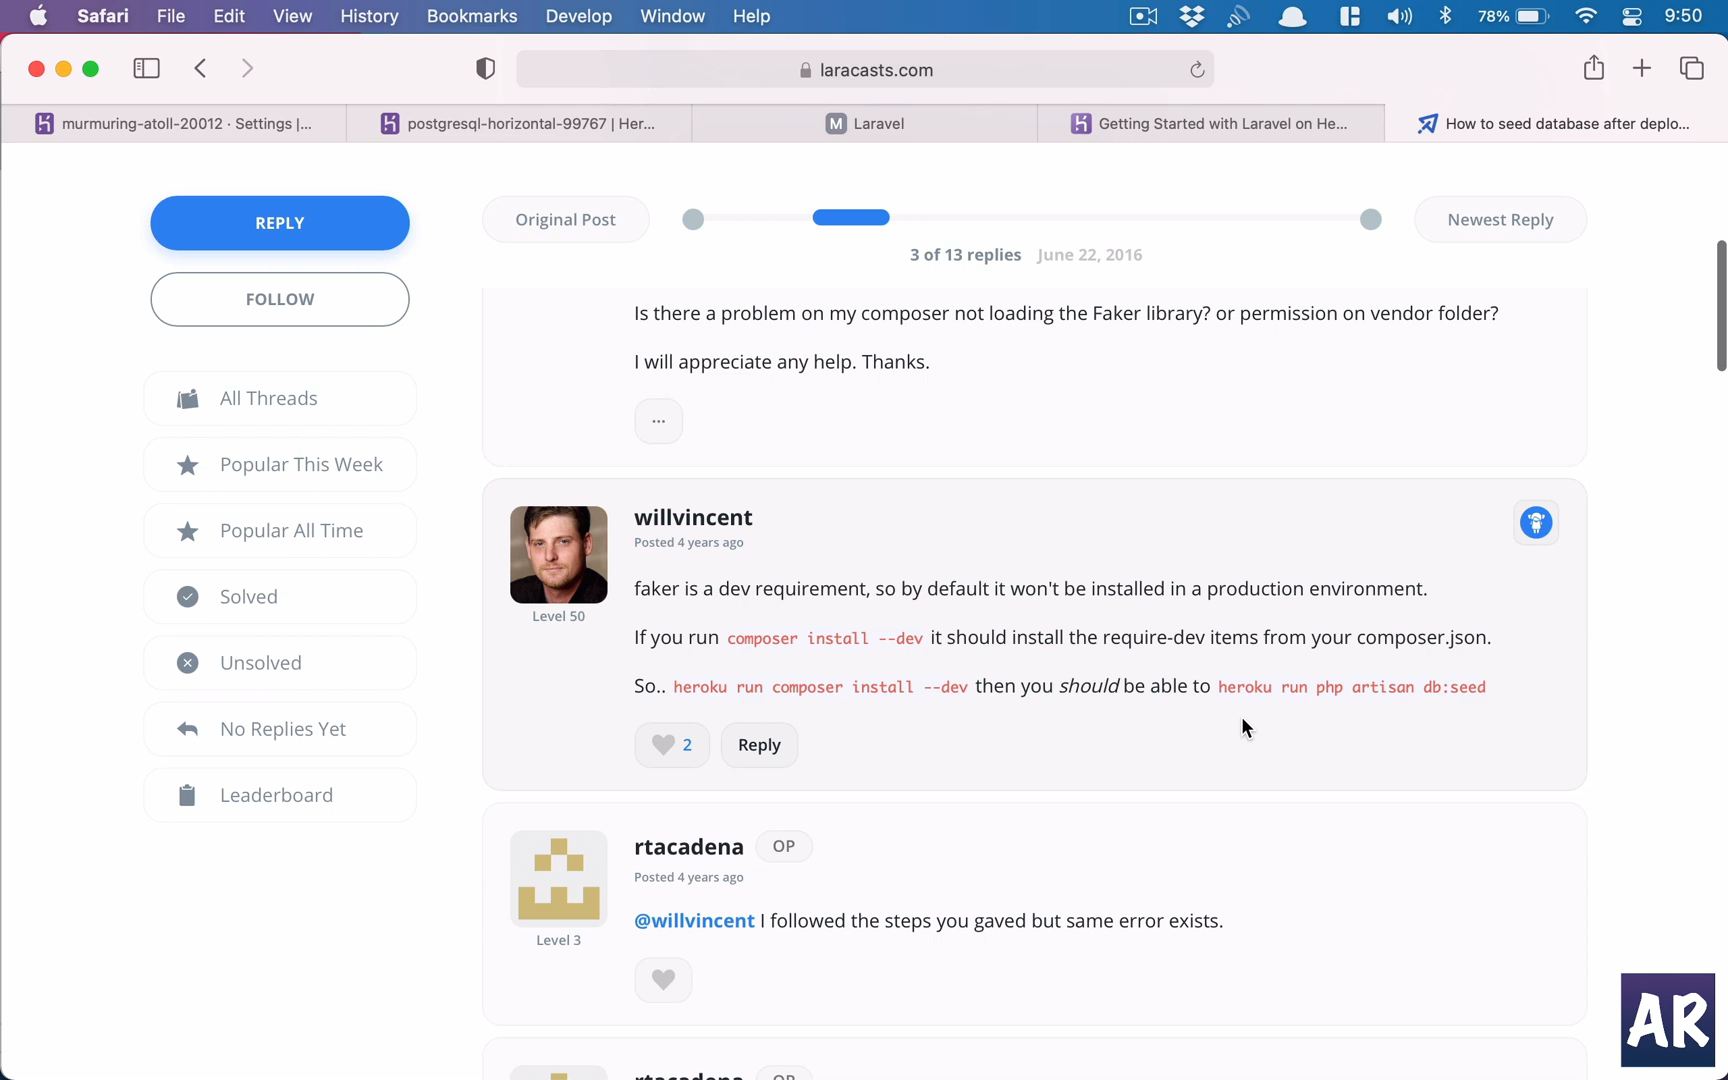 Safari File Edit View History Bookmarks Develop Window Help 78% 9:50
laracasts.com
murmuring-atoll-20012 · Settings |...
postgresql-horizontal-99767 | Her...
M Laravel
Getting Started with Laravel on He...
How to seed database after deplo...
REPLY
FOLLOW
All Threads
Popular This Week
Popular All Time
Solved
Unsolved
No Replies Yet
Leaderboard
Original Post
Newest Reply
3 of 13 replies June 22, 2016
Is there a problem on my composer not loading the Faker library? or permission on vendor folder?
I will appreciate any help. Thanks.
...
willvincent
Posted 4 years ago
Level 50
faker is a dev requirement, so by default it won't be installed in a production environment.
If you run composer install --dev it should install the require-dev items from your composer.json.
So.. heroku run composer install --dev then you should be able to heroku run php artisan db:seed
2 Reply
rtacadena OP
Posted 4 years ago
Level 3
@willvincent I followed the steps you gaved but same error exists.
rtacadena OP
AR